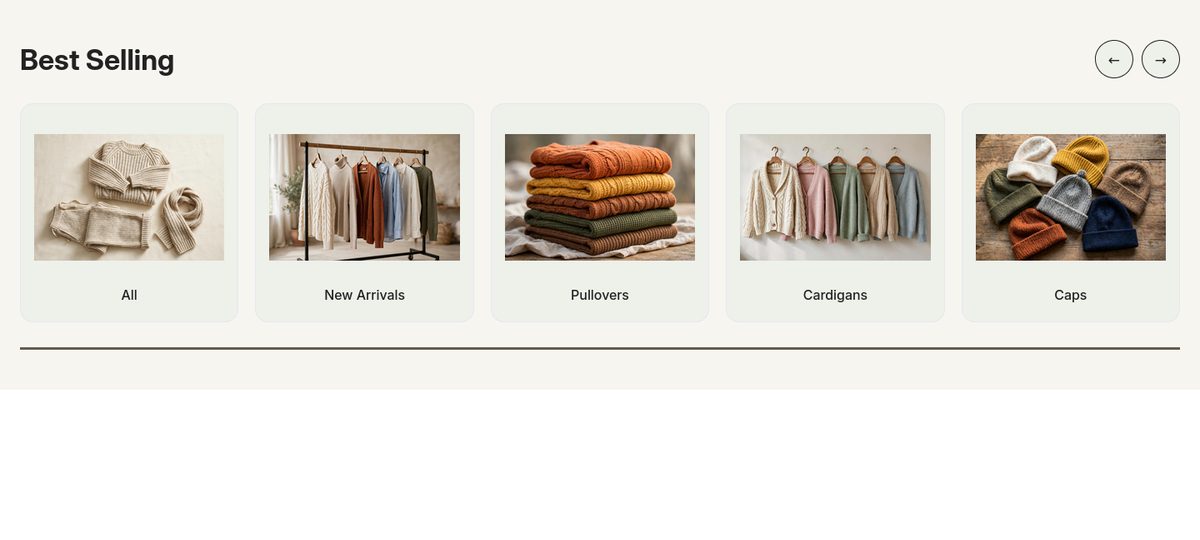 Best Selling
← →
All
New Arrivals
Pullovers
Cardigans
Caps